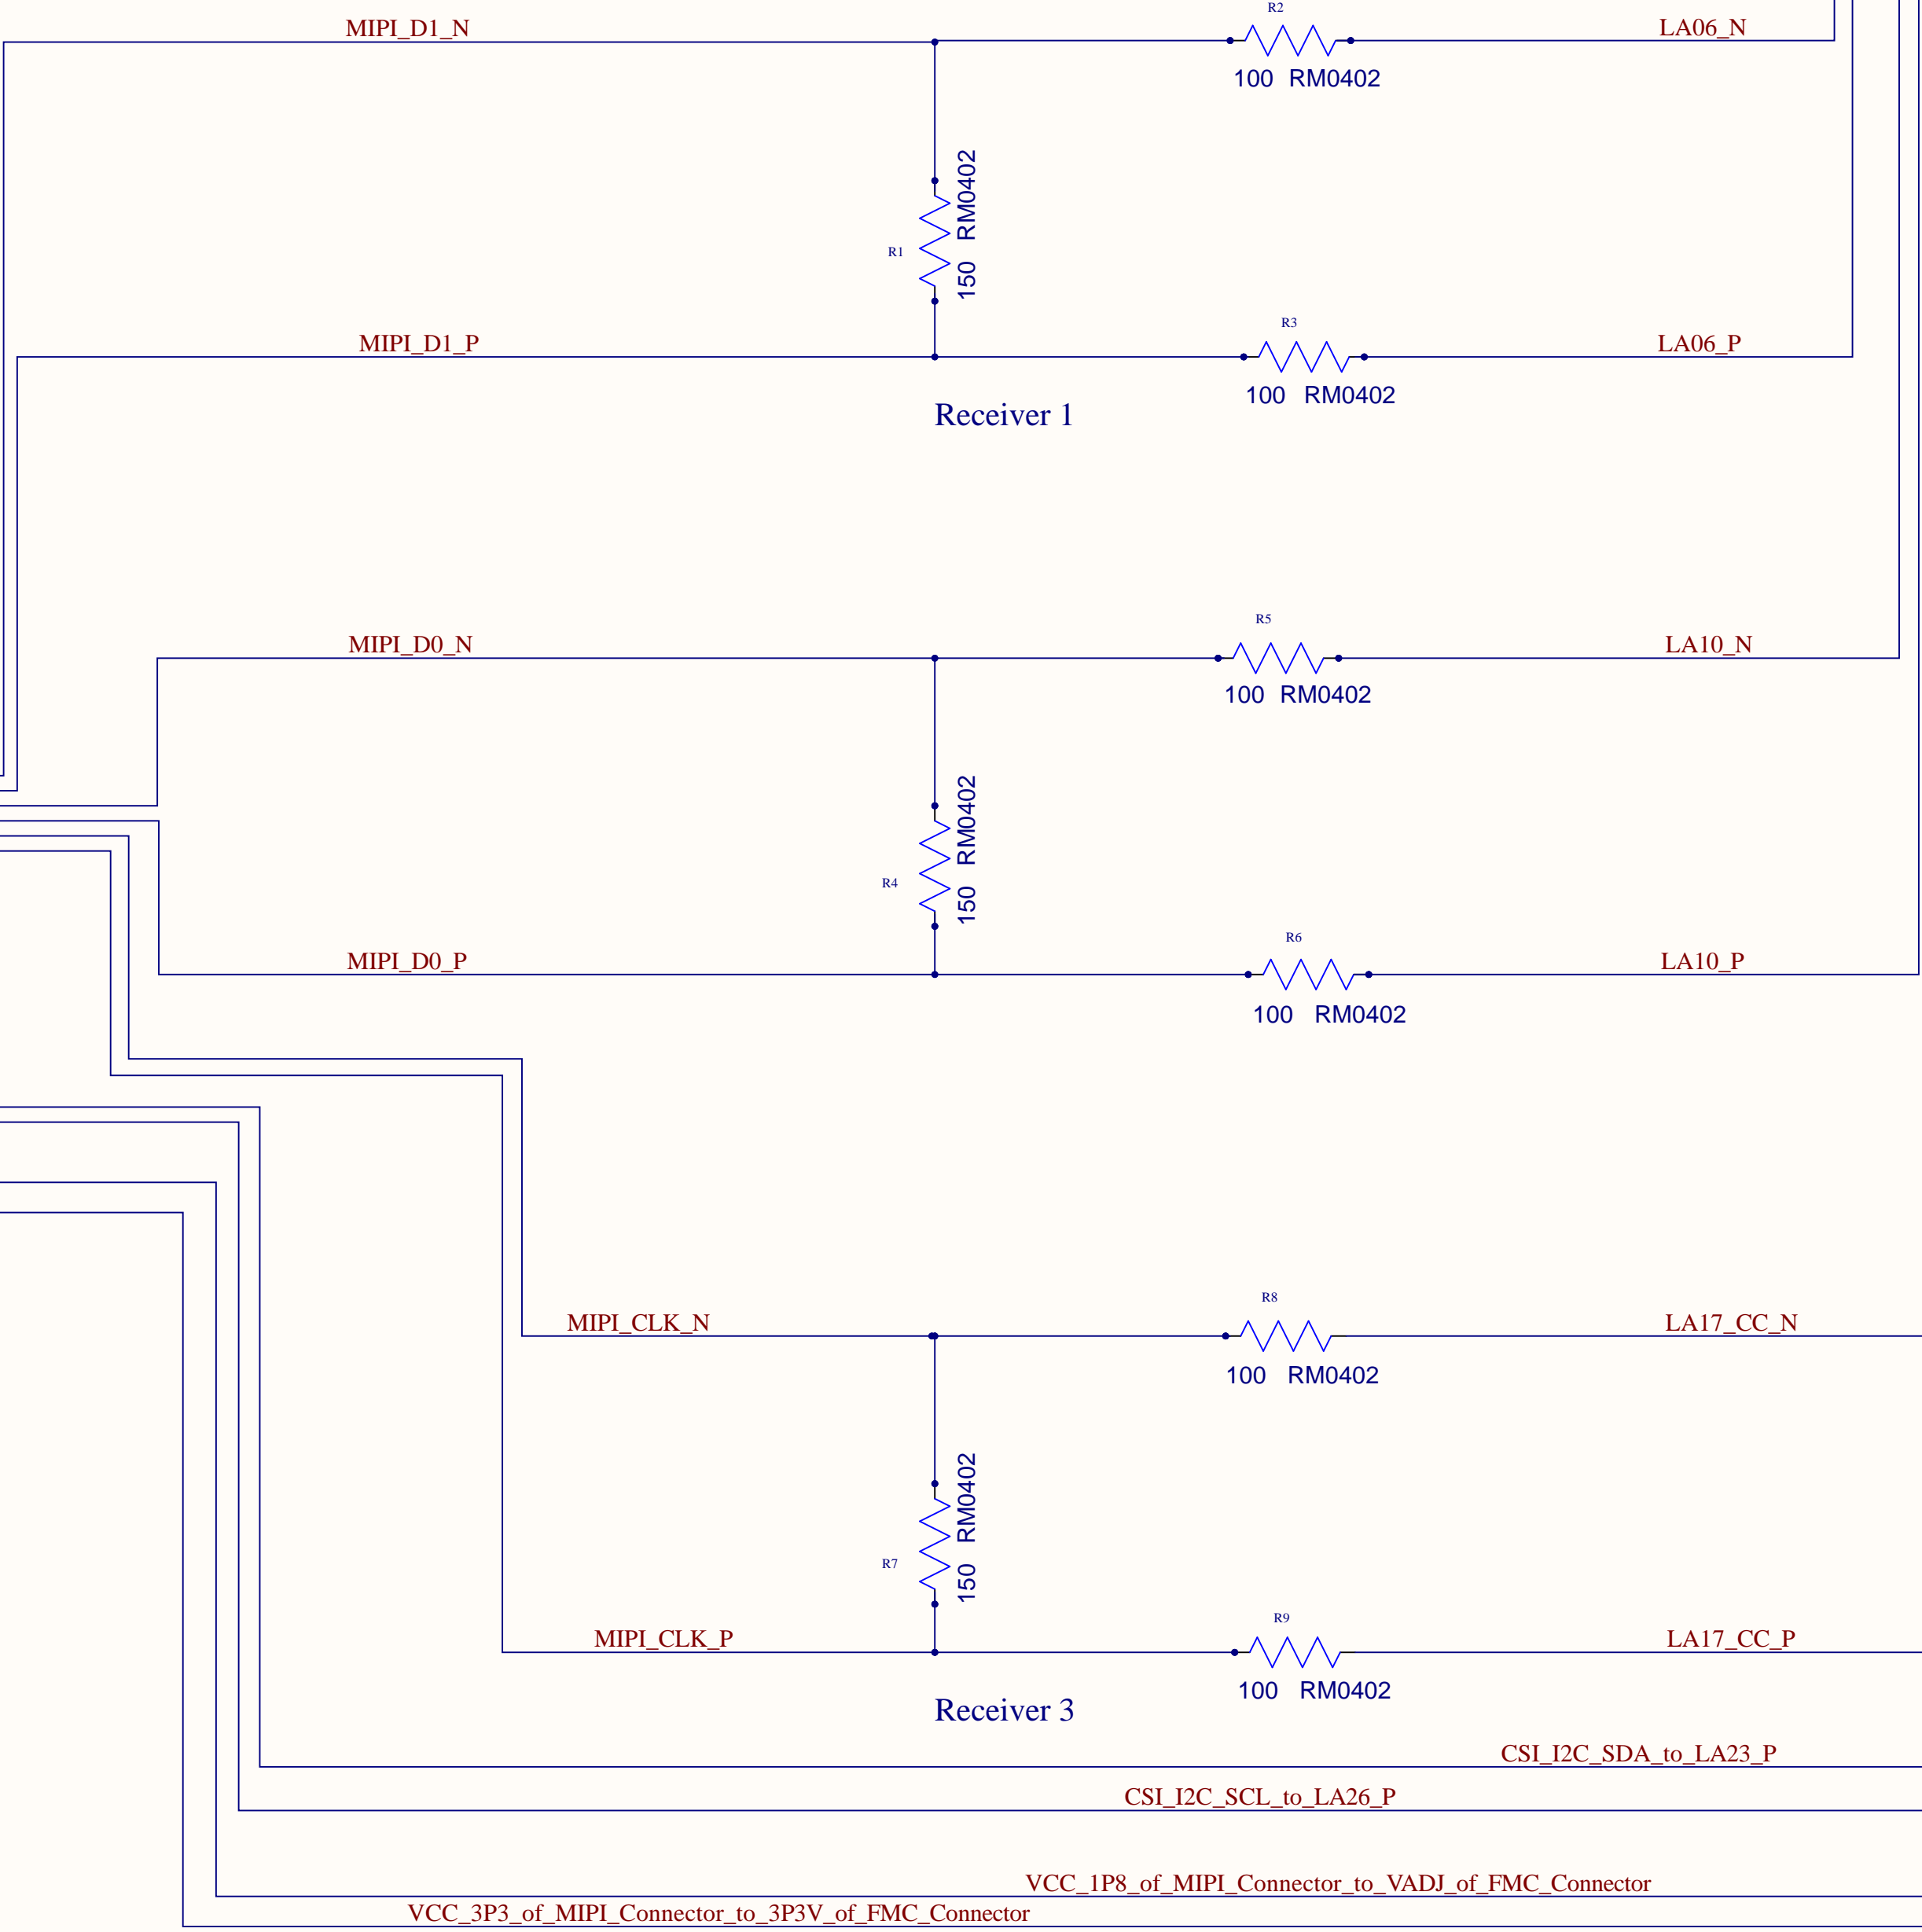 R2
MIPI_D1_N
LA06_N
100 RM0402
150 RM0402
R1
R3
MIPI_D1_P
LA06_P
100 RM0402
Receiver 1
R5
MIPI_D0_N
LA10_N
100 RM0402
150 RM0402
R4
R6
MIPI_D0_P
LA10_P
100 RM0402
R8
MIPI_CLK_N
LA17_CC_N
100 RM0402
150 RM0402
R7
R9
MIPI_CLK_P
LA17_CC_P
100 RM0402
Receiver 3
CSI_I2C_SDA_to_LA23_P
CSI_I2C_SCL_to_LA26_P
VCC_1P8_of_MIPI_Connector_to_VADJ_of_FMC_Connector
VCC_3P3_of_MIPI_Connector_to_3P3V_of_FMC_Connector